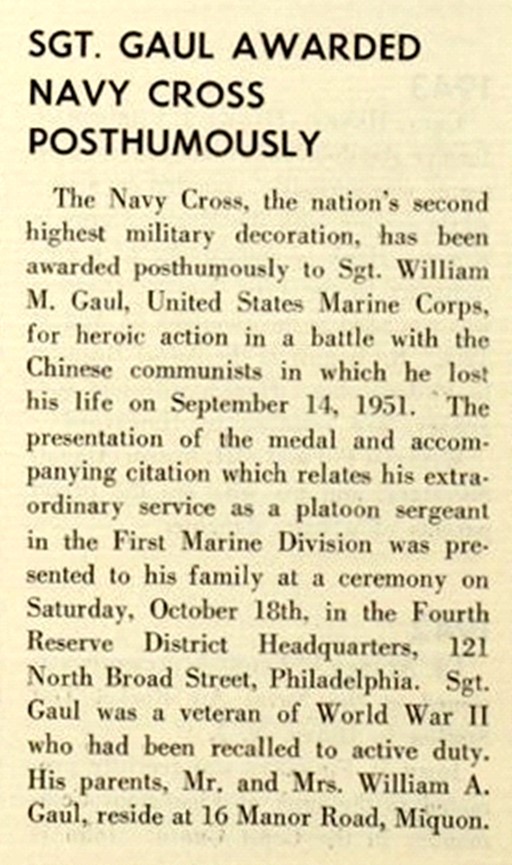 SGT. GAUL AWARDED
NAVY CROSS
POSTHUMOUSLY
The Navy Cross, the nation's second
highest military decoration, has been
awarded posthumously to Sgt. William
M. Gaul, United States Marine Corps,
for heroic action in a battle with the
Chinese communists in which he lost
his life on September 14, 1951. The
presentation of the medal and accom-
panying citation which relates his extra-
ordinary service as a platoon sergeant
in the First Marine Division was pre-
sented to his family at a ceremony on
Saturday, October 18th, in the Fourth
Reserve District Headquarters, 121
North Broad Street, Philadelphia. Sgt.
Gaul was a veteran of World War II
who had been recalled to active duty.
His parents, Mr. and Mrs. William A.
Gaul, reside at 16 Manor Road, Miquon.